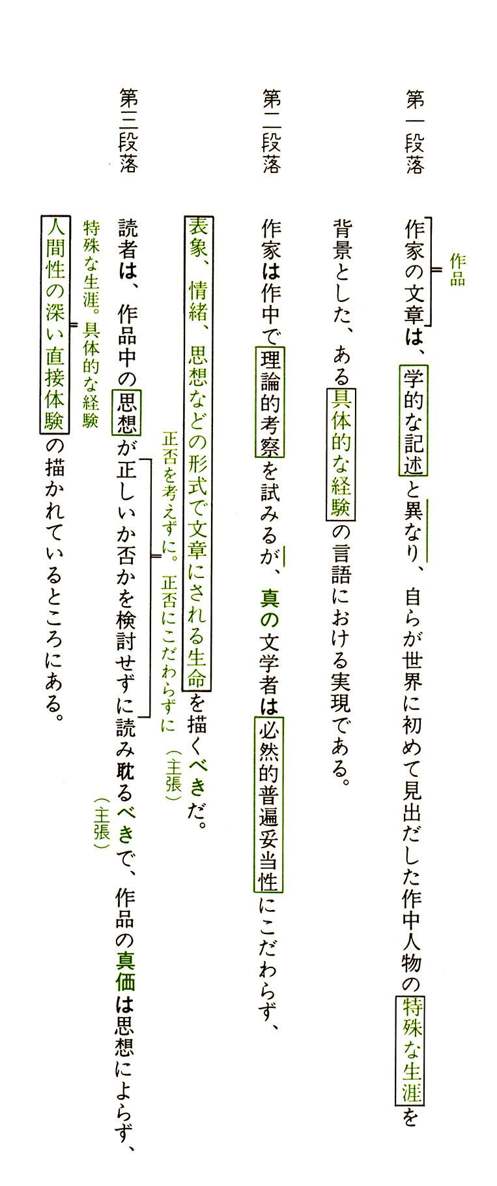 作品
第一段落 作家の文章は、学的な記述と異なり、自らが世界に初めて見出だした作中人物の特殊な生涯を
背景とした、ある具体的な経験の言語における実現である。
第二段落 作家は作中で理論的考察を試みるが、真の文学者は必然的普遍妥当性にこだわらず、
表象、情緒、思想などの形式で文章にされる生命を描くべきだ。
（主張）
正否を考えずに。正否にこだわらずに
第三段落 読者は、作品中の思想が正しいか否かを検討せずに読み耽るべきで、作品の真価は思想によらず、
（主張）
特殊な生涯。具体的な経験
人間性の深い直接体験の描かれているところにある。